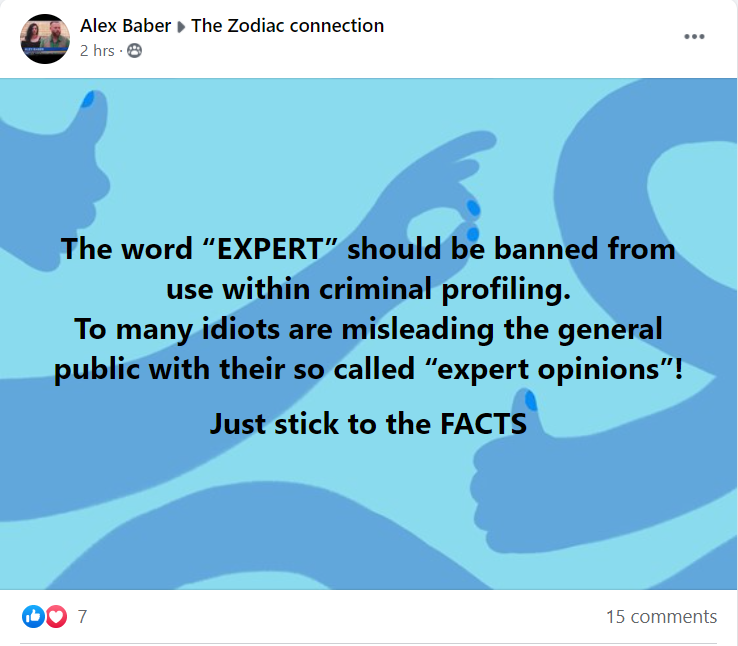 Alex Baber ▸ The Zodiac connection
2 hrs ·
The word “EXPERT” should be banned from
use within criminal profiling.
To many idiots are misleading the general
public with their so called “expert opinions”!
Just stick to the FACTS
7
15 comments